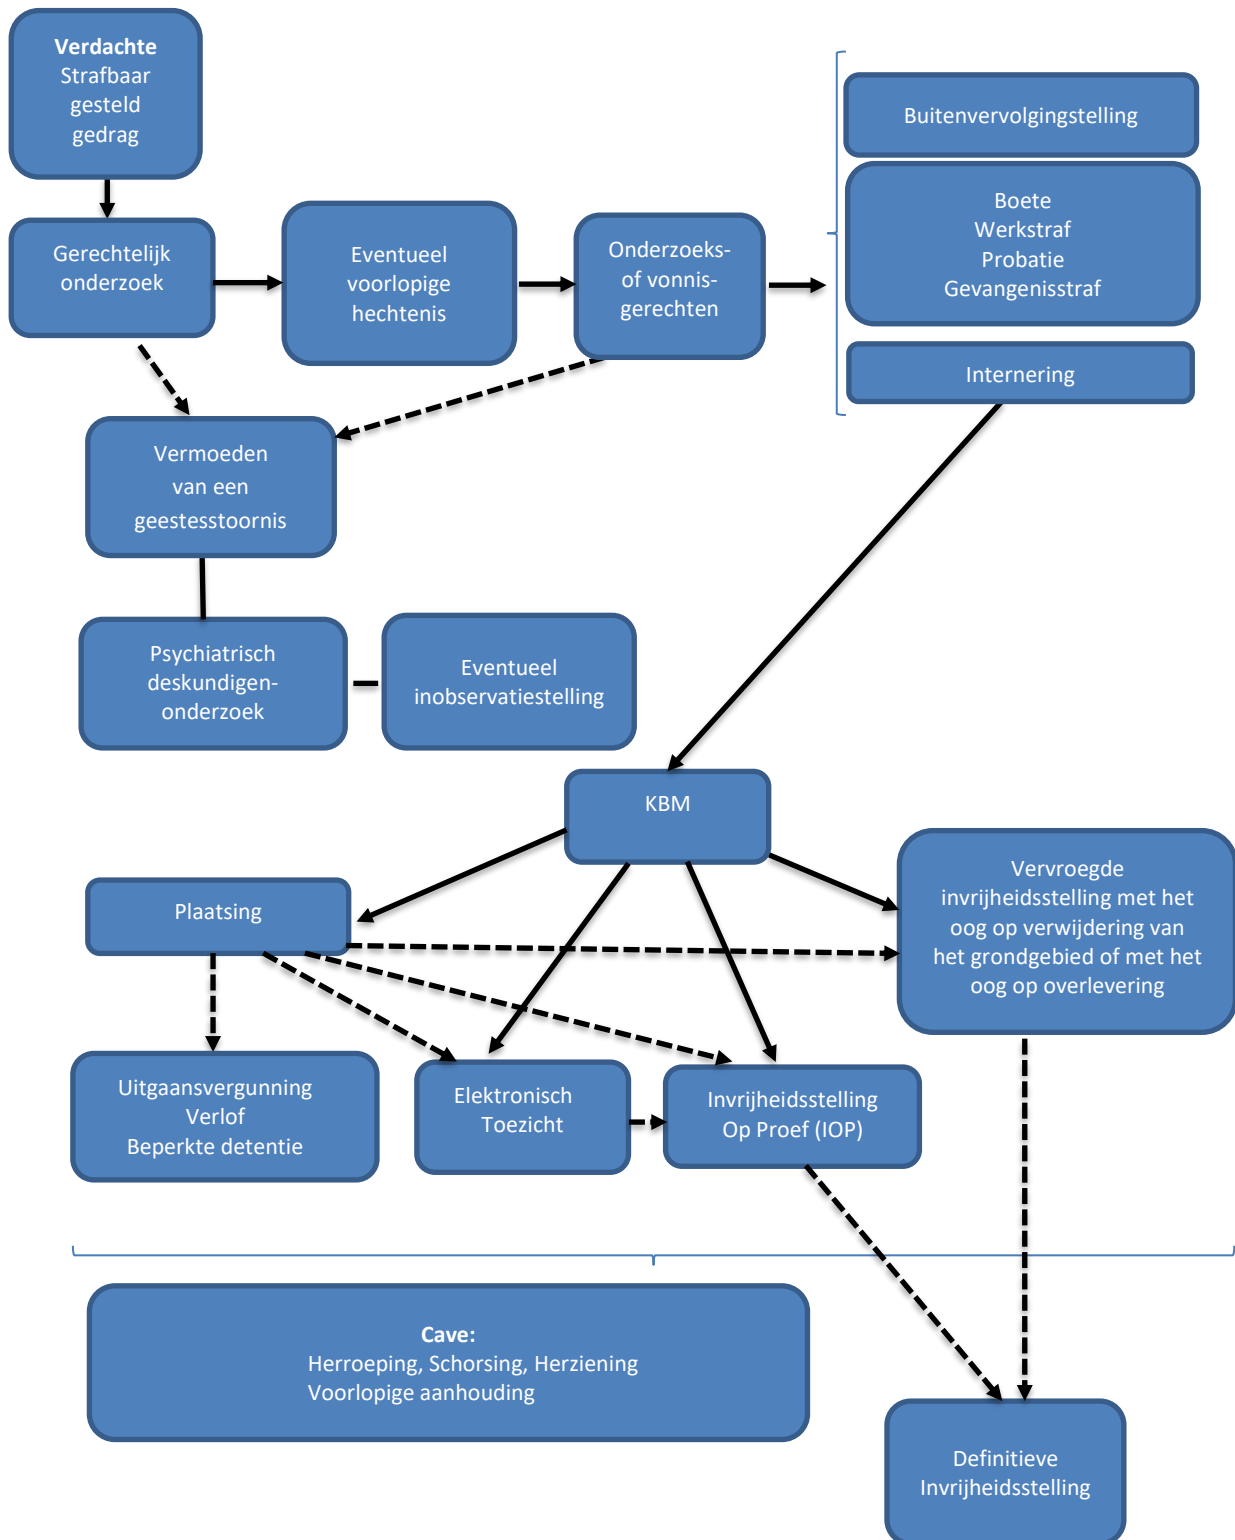 Verdachte
Strafbaar
gesteld
gedrag
Gerechtelijk
onderzoek
Eventueel
voorlopige
hechtenis
Onderzoeks-
of vonnis-
gerechten
Buitenvervolgingstelling
Boete
Werkstraf
Probatie
Gevangenisstraf
Internering
Vermoeden
van een
geestesstoornis
Psychiatrisch
deskundigen-
onderzoek
Eventueel
inobservatiestelling
KBM
Plaatsing
Vervroegde
invrijheidsstelling met het
oog op verwijdering van
het grondgebied of met het
oog op overlevering
Uitgaansvergunning
Verlof
Beperkte detentie
Elektronisch
Toezicht
Invrijheidsstelling
Op Proef (IOP)
Cave:
Herroeping, Schorsing, Herziening
Voorlopige aanhouding
Definitieve
Invrijheidsstelling